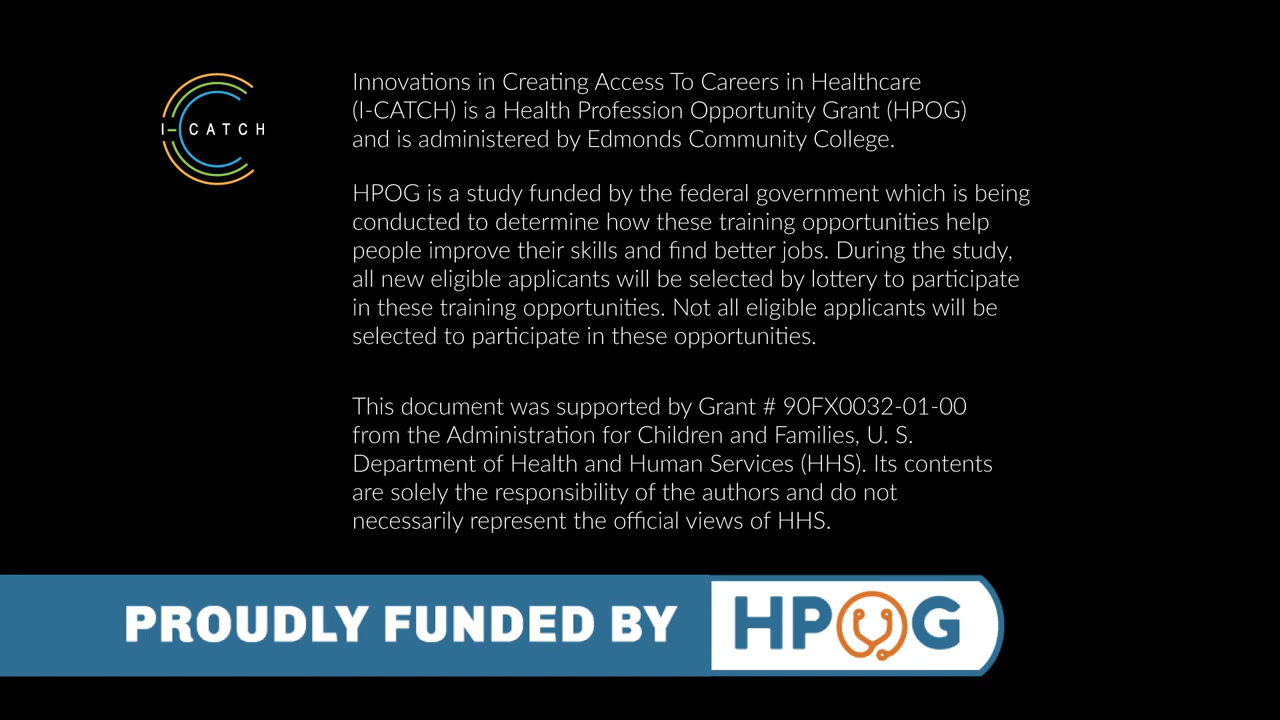 I-CATCH
Innovations in Creating Access To Careers in Healthcare
(I-CATCH) is a Health Profession Opportunity Grant (HPOG)
and is administered by Edmonds Community College.
HPOG is a study funded by the federal government which is being
conducted to determine how these training opportunities help
people improve their skills and find better jobs. During the study,
all new eligible applicants will be selected by lottery to participate
in these training opportunities. Not all eligible applicants will be
selected to participate in these opportunities.
This document was supported by Grant # 90FX0032-01-00
from the Administration for Children and Families, U. S.
Department of Health and Human Services (HHS). Its contents
are solely the responsibility of the authors and do not
necessarily represent the official views of HHS.
PROUDLY FUNDED BY HPOG